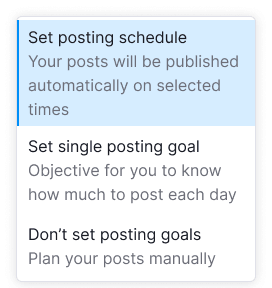 Set posting schedule
Your posts will be published
automatically on selected
times
Set single posting goal
Objective for you to know
how much to post each day
Don’t set posting goals
Plan your posts manually